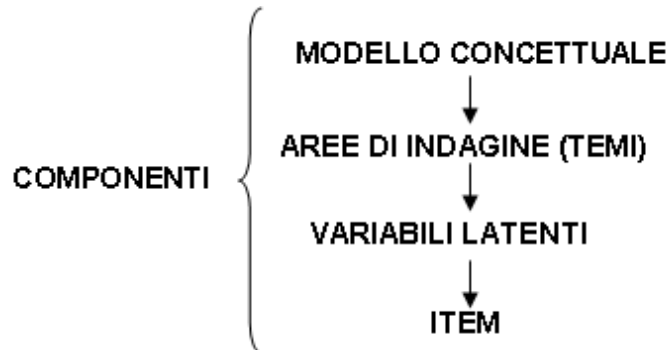 MODELLO CONCETTUALE
AREE DI INDAGINE (TEMI)
COMPONENTI
VARIABILI LATENTI
ITEM